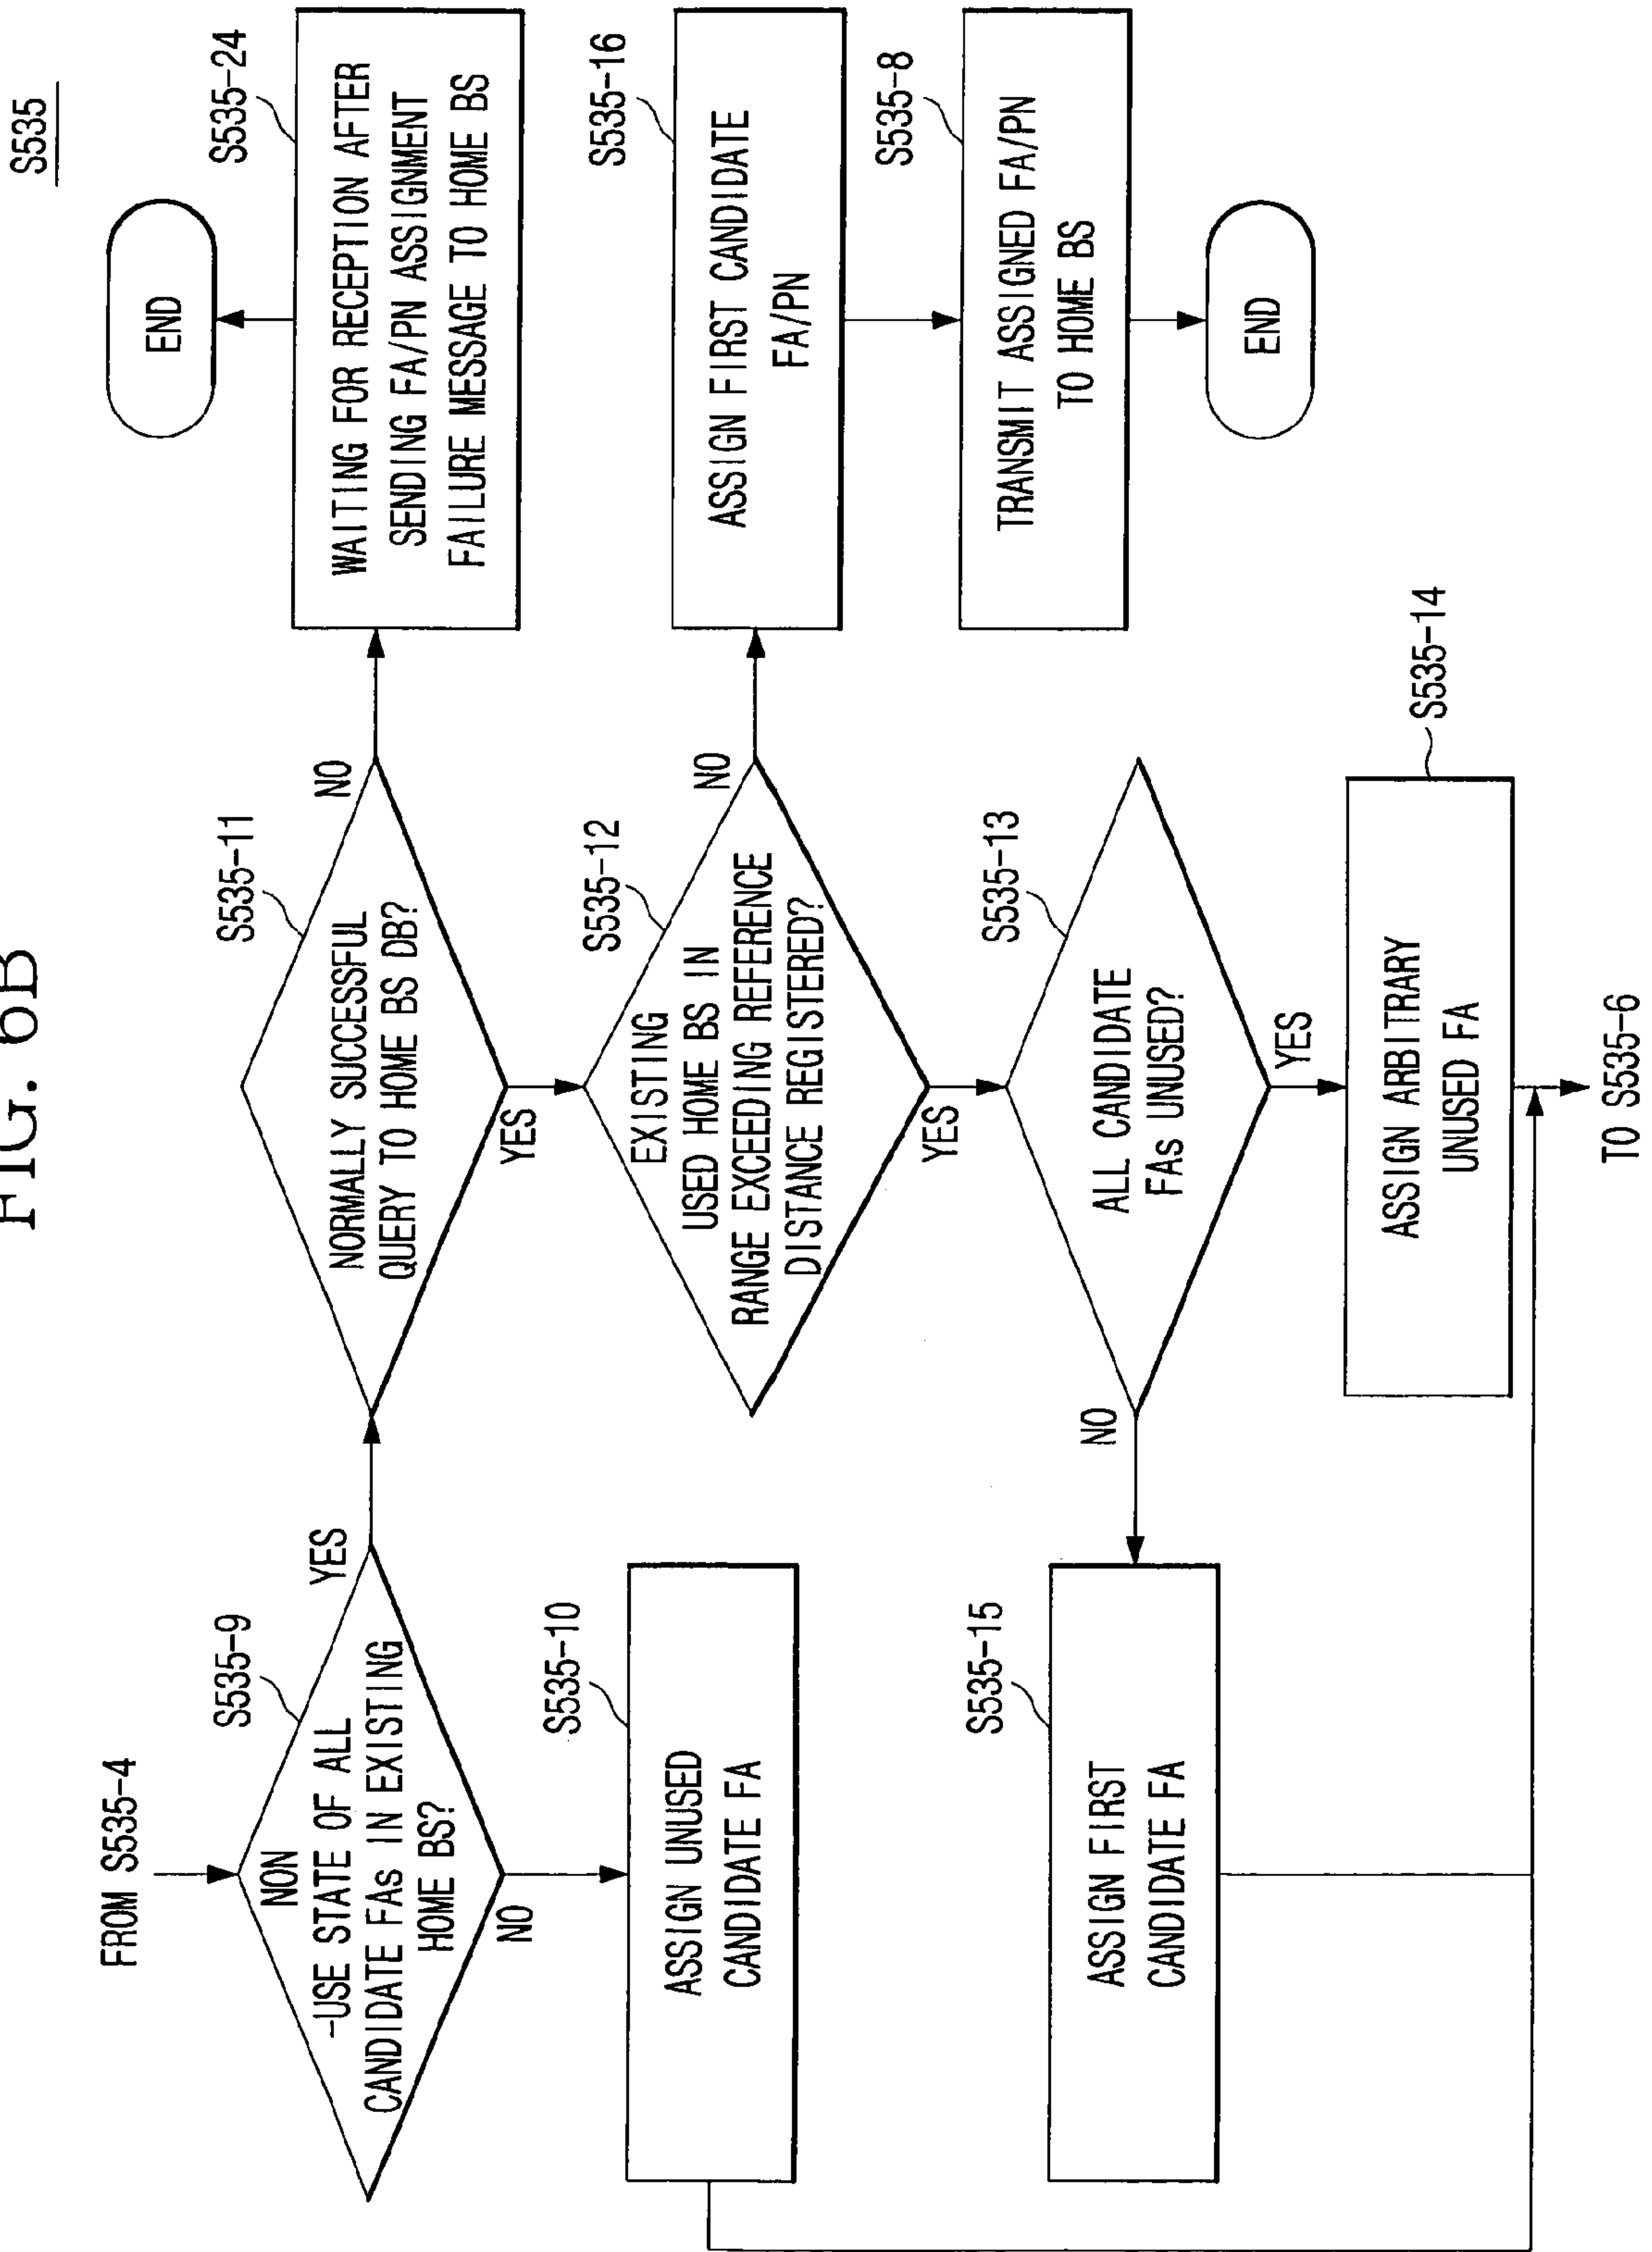 FIG. 6B
S535
FROM S535-4
S535-9
NON
-USE STATE OF ALL
CANDIDATE FAs IN EXISTING
HOME BS?
YES
NO
S535-10
ASSIGN UNUSED
CANDIDATE FA
S535-11
NORMALLY SUCCESSFUL
QUERY TO HOME BS DB?
NO
YES
S535-24
WAITING FOR RECEPTION AFTER
SENDING FA/PN ASSIGNMENT
FAILURE MESSAGE TO HOME BS
END
S535-12
EXISTING
USED HOME BS IN
RANGE EXCEEDING REFERENCE
DISTANCE REGISTERED?
NO
YES
S535-16
ASSIGN FIRST CANDIDATE
FA/PN
S535-8
TRANSMIT ASSIGNED FA/PN
TO HOME BS
END
S535-13
ALL CANDIDATE
FAs UNUSED?
NO
YES
S535-15
ASSIGN FIRST
CANDIDATE FA
S535-14
ASSIGN ARBITRARY
UNUSED FA
TO S535-6